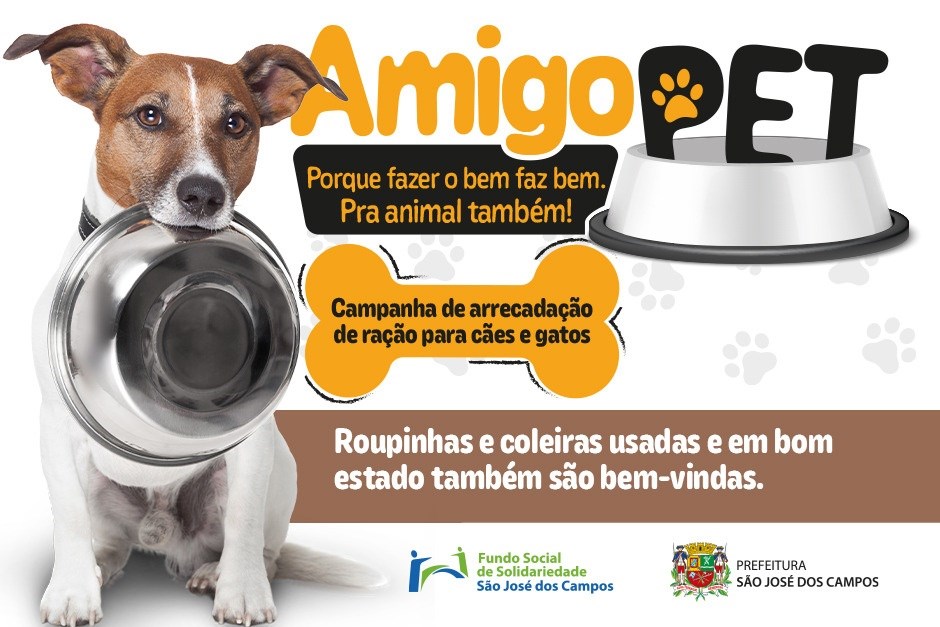 AmigoPET
Porque fazer o bem faz bem.
Pra animal também!
Campanha de arrecadação
de ração para cães e gatos
Roupinhas e coleiras usadas e em bom
estado também são bem-vindas.
Fundo Social
de Solidariedade
São José dos Campos
PREFEITURA
SÃO JOSÉ DOS CAMPOS